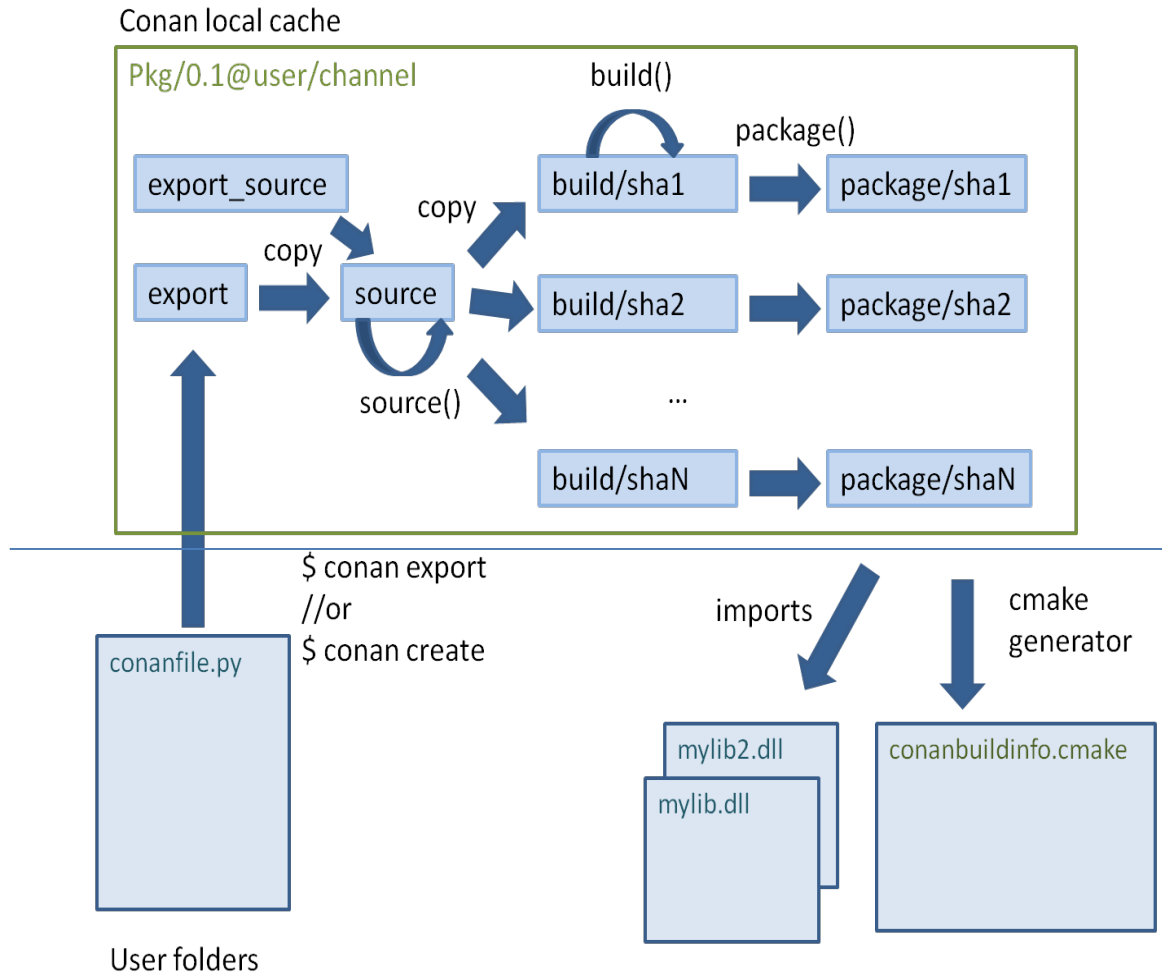 Conan local cache
Pkg/0.1@user/channel
build()
package()
export_source
build/sha1
package/sha1
copy
copy
export
source
build/sha2
package/sha2
source()
...
build/shaN
package/shaN
$ conan export
//or
$ conan create
imports
cmake
generator
conanfile.py
mylib2.dll
conanbuildinfo.cmake
mylib.dll
User folders